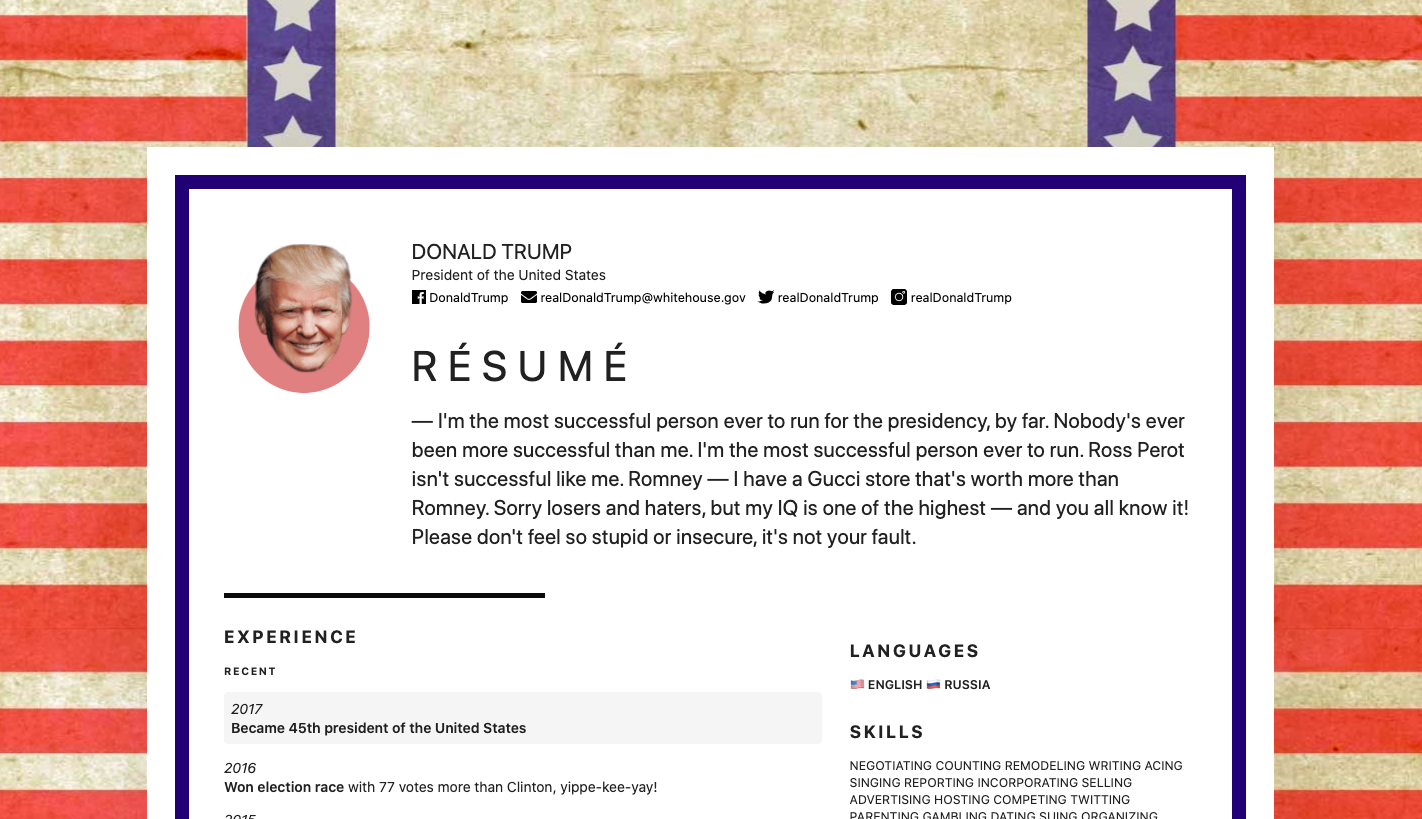 DONALD TRUMP
President of the United States
DonaldTrump realDonaldTrump@whitehouse.gov realDonaldTrump realDonaldTrump
RÉSUMÉ
— I'm the most successful person ever to run for the presidency, by far. Nobody's ever
been more successful than me. I'm the most successful person ever to run. Ross Perot
isn't successful like me. Romney — I have a Gucci store that's worth more than
Romney. Sorry losers and haters, but my IQ is one of the highest — and you all know it!
Please don't feel so stupid or insecure, it's not your fault.
EXPERIENCE
RECENT
2017
Became 45th president of the United States
2016
Won election race with 77 votes more than Clinton, yippe-kee-yay!
2015
LANGUAGES
🇺🇸 ENGLISH 🇷🇺 RUSSIA
SKILLS
NEGOTIATING COUNTING REMODELING WRITING ACING
SINGING REPORTING INCORPORATING SELLING
ADVERTISING HOSTING COMPETING TWITTING
PARENTING GAMBLING DATING SUING ORGANIZING